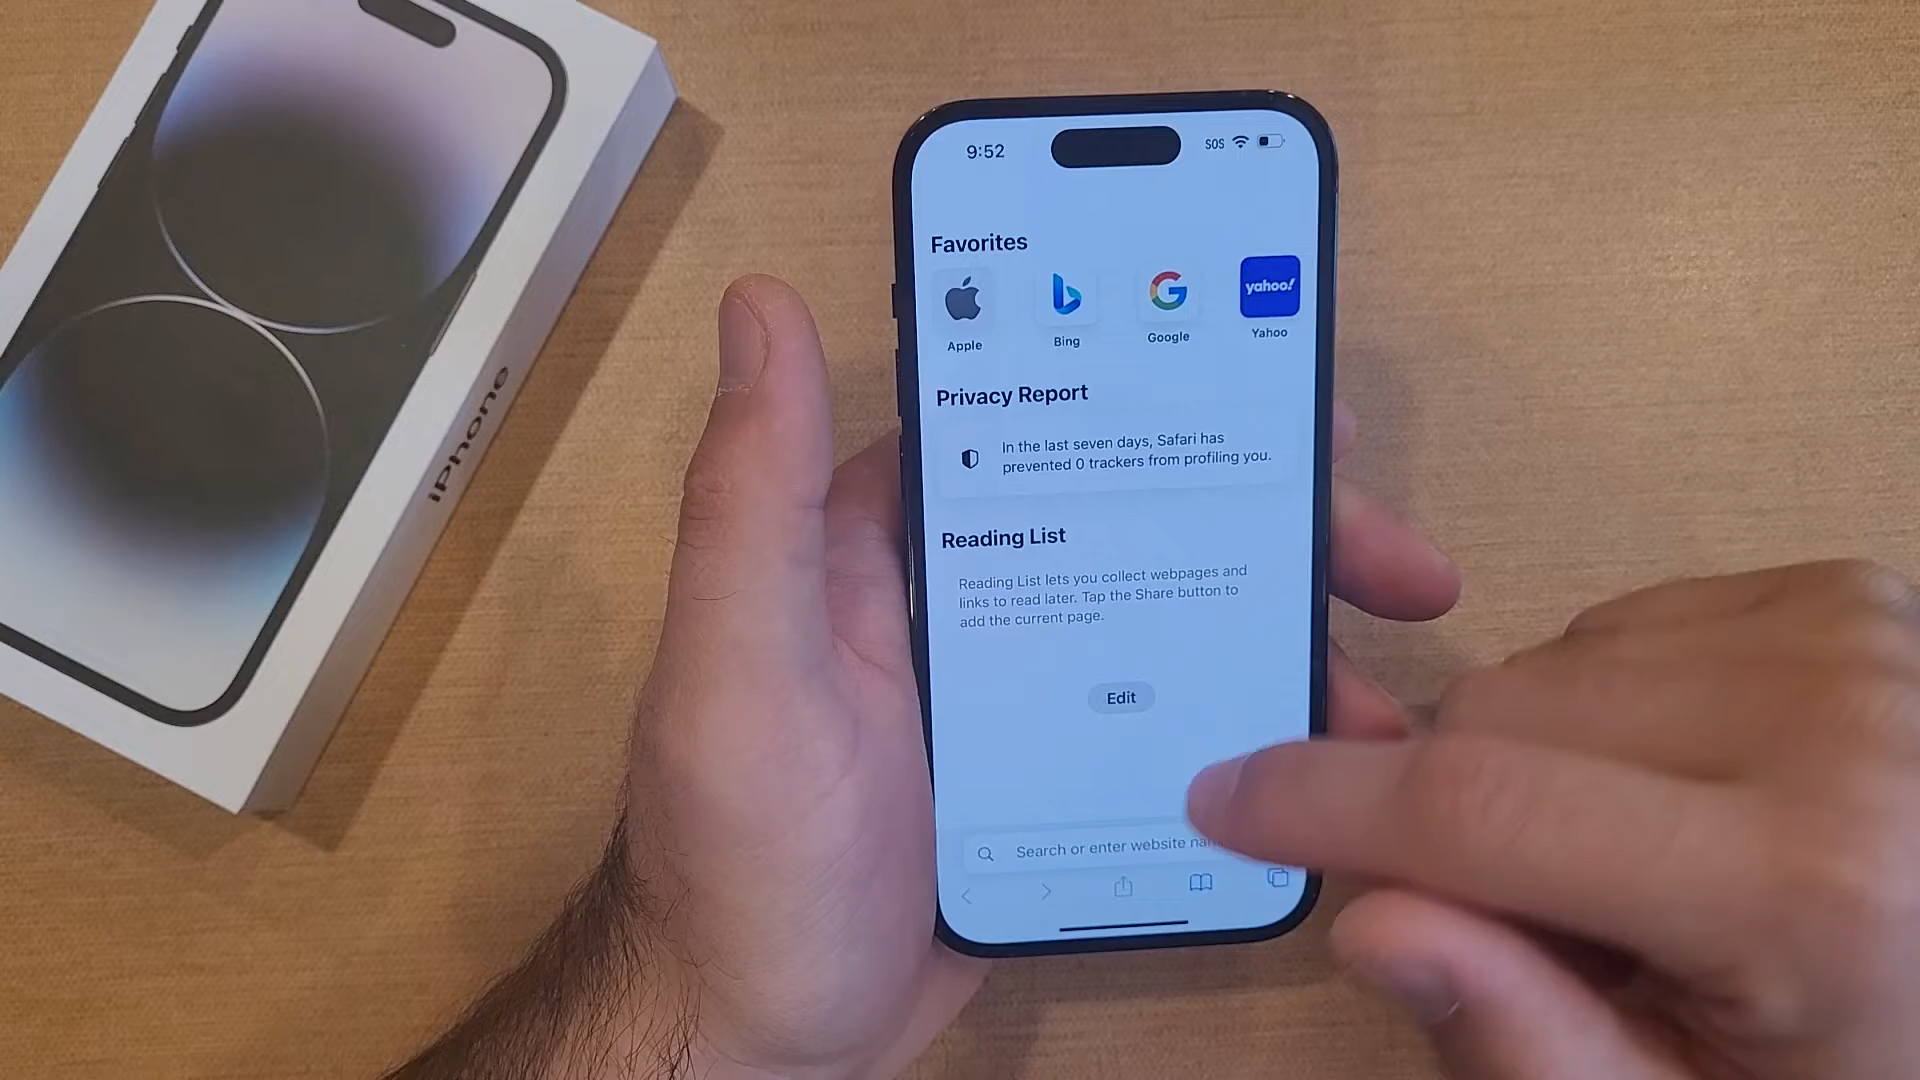 iPhone
9:52
SOS
Favorites
yahoo!
Apple
Bing
Google
Yahoo
Privacy Report
In the last seven days, Safari has
prevented 0 trackers from profiling you.
Reading List
Reading List lets you collect webpages and
links to read later. Tap the Share button to
add the current page.
Edit
Search or enter website